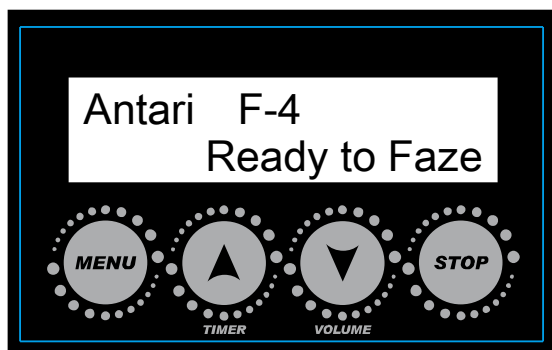 Antari F-4
Ready to Faze
MENU
STOP
TIMER
VOLUME